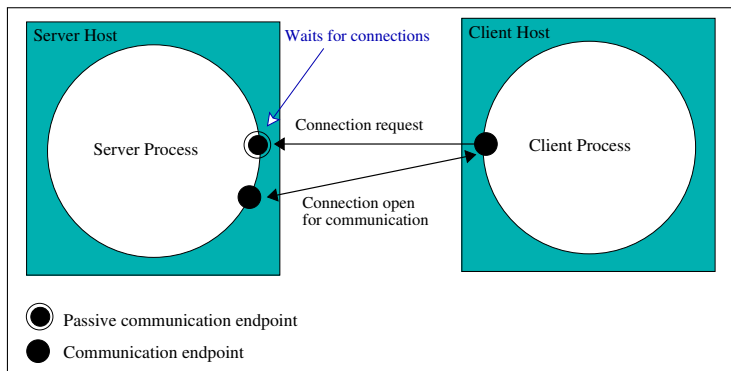 Server Host
Waits for connections
Client Host
Connection request
Server Process
Client Process
Connection open
for communication
Passive communication endpoint
Communication endpoint